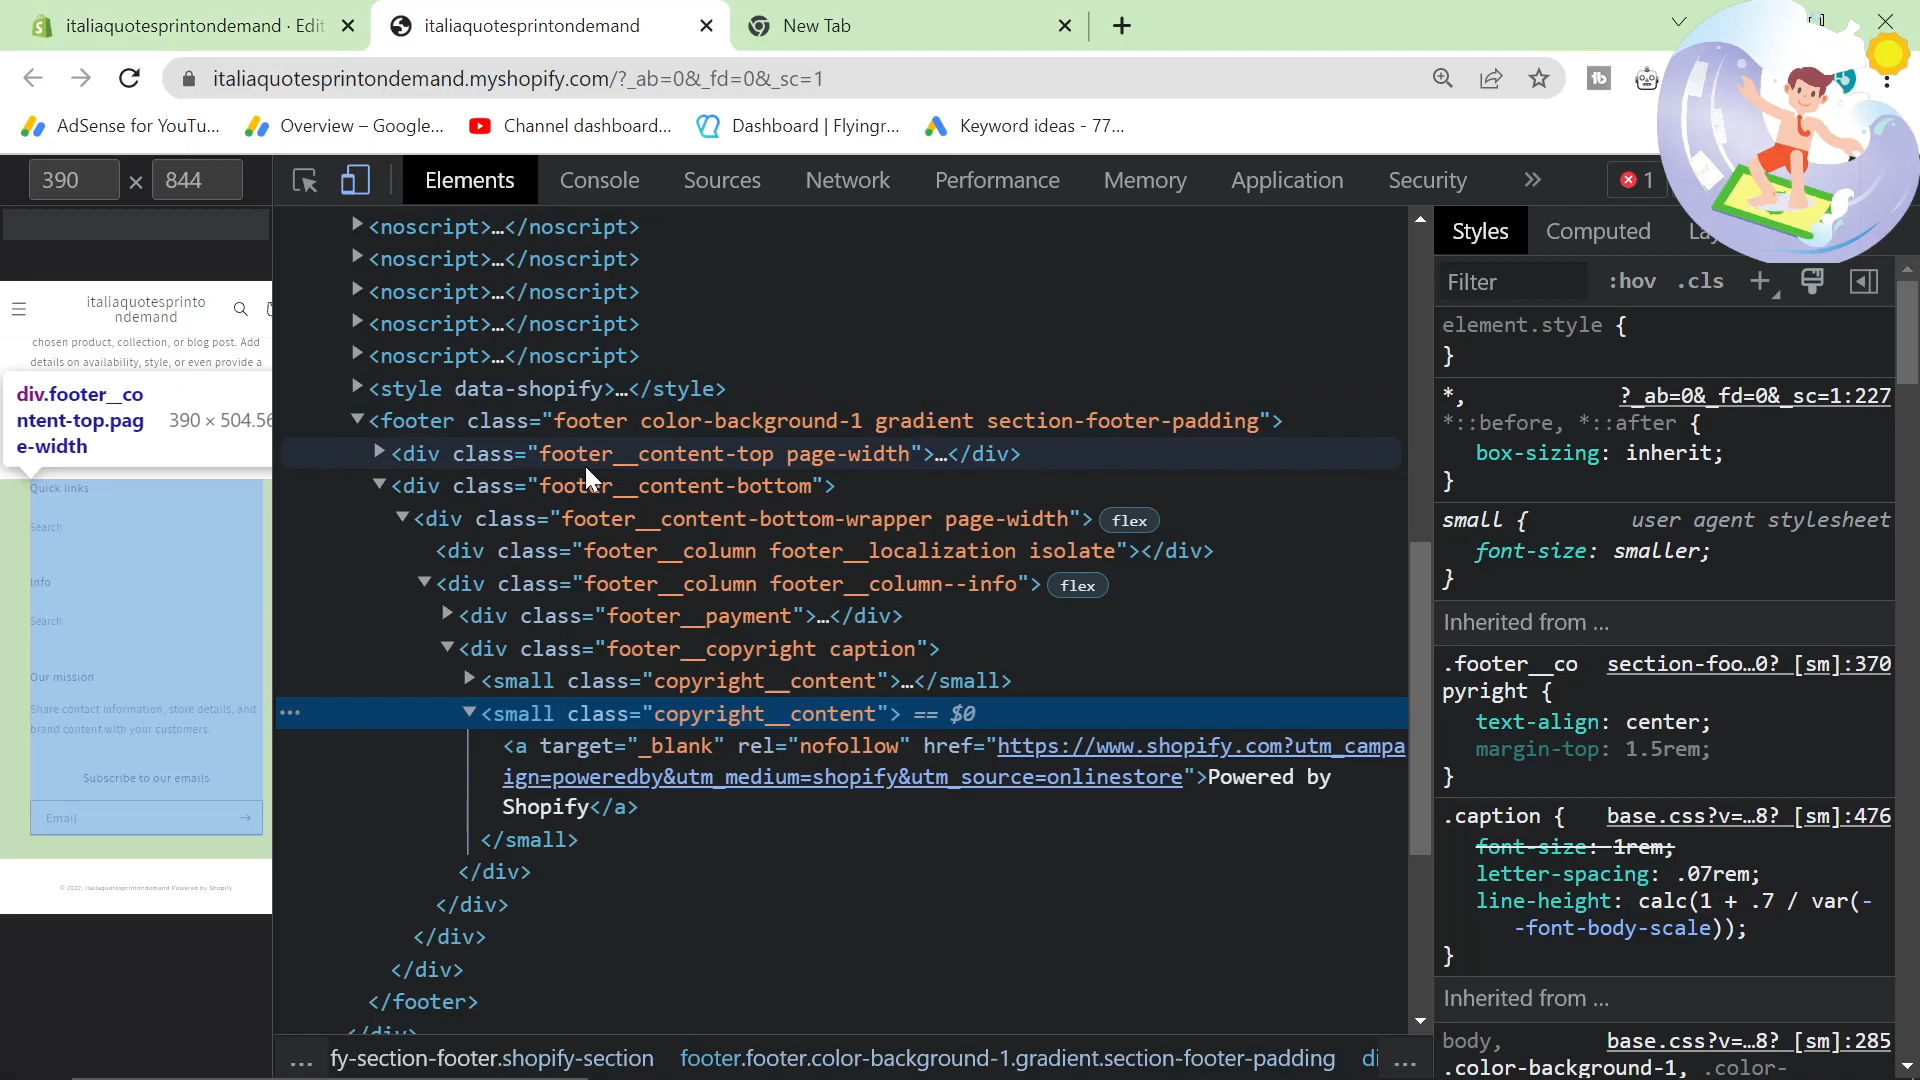 italiaquotesprintondemand · Edit
italiaquotesprintondemand
New Tab
italiaquotesprintondemand.myshopify.com/?_ab=0&_fd=0&_sc=1
AdSense for YouTu...
Overview – Google...
Channel dashboard...
Dashboard | Flyingr...
Keyword ideas - 77...
390 × 844
Elements
Console
Sources
Network
Performance
Memory
Application
Security
1
<noscript>…</noscript>
<noscript>…</noscript>
<noscript>…</noscript>
<noscript>…</noscript>
<noscript>…</noscript>
<style data-shopify>…</style>
<footer class="footer color-background-1 gradient section-footer-padding">
<div class="footer__content-top page-width">…</div>
<div class="footer__content-bottom">
<div class="footer__content-bottom-wrapper page-width"> flex
<div class="footer__column footer__localization isolate"></div>
<div class="footer__column footer__column--info"> flex
<div class="footer__payment">…</div>
<div class="footer__copyright caption">
<small class="copyright__content">…</small>
<small class="copyright__content"> == $0
<a target="_blank" rel="nofollow" href="https://www.shopify.com?utm_campa
ign=poweredby&utm_medium=shopify&utm_source=onlinestore">Powered by
Shopify</a>
</small>
</div>
</div>
</div>
</div>
</footer>
</div>
... fy-section-footer.shopify-section footer.footer.color-background-1.gradient.section-footer-padding di ...
italiaquotesprinto
ndemand
chosen product, collection, or blog post. Add
details on availability, style, or even provide a
div.footer__co
ntent-top.pag
e-width
390 × 504.56
Quick links
Search
Info
Search
Our mission
Share contact information, store details, and
brand content with your customers.
Subscribe to our emails
Email
© 2022, italiaquotesprintondemand Powered by Shopify
Styles
Computed
La
Filter
:hov .cls
element.style {
}
*, ?_ab=0&_fd=0&_sc=1:227
*::before, *::after {
box-sizing: inherit;
}
small { user agent stylesheet
font-size: smaller;
}
Inherited from ...
.footer__co section-foo…0? [sm]:370
pyright {
text-align: center;
margin-top: 1.5rem;
}
.caption { base.css?v=…8? [sm]:476
font-size: 1rem;
letter-spacing: .07rem;
line-height: calc(1 + .7 / var(-
-font-body-scale));
}
Inherited from ...
body, base.css?v=…8? [sm]:285
.color-background-1, .color-